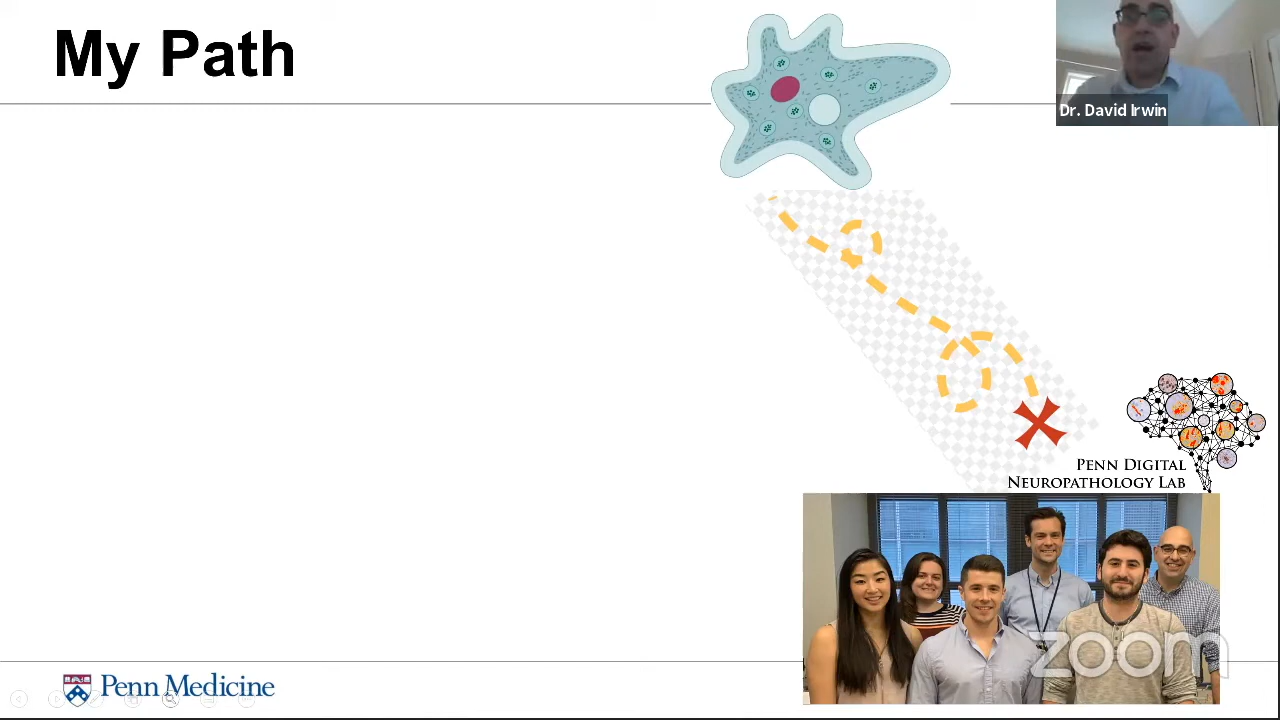 My Path
Dr. David Irwin
PENN DIGITAL
NEUROPATHOLOGY LAB
zoom
Penn Medicine